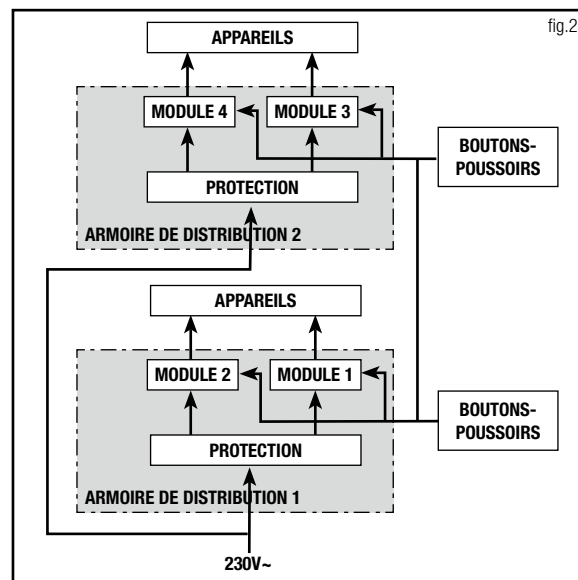 fig.2
APPAREILS
MODULE 4
MODULE 3
BOUTONS-
POUSSOIRS
PROTECTION
ARMOIRE DE DISTRIBUTION 2
APPAREILS
MODULE 2
MODULE 1
BOUTONS-
POUSSOIRS
PROTECTION
ARMOIRE DE DISTRIBUTION 1
230V~